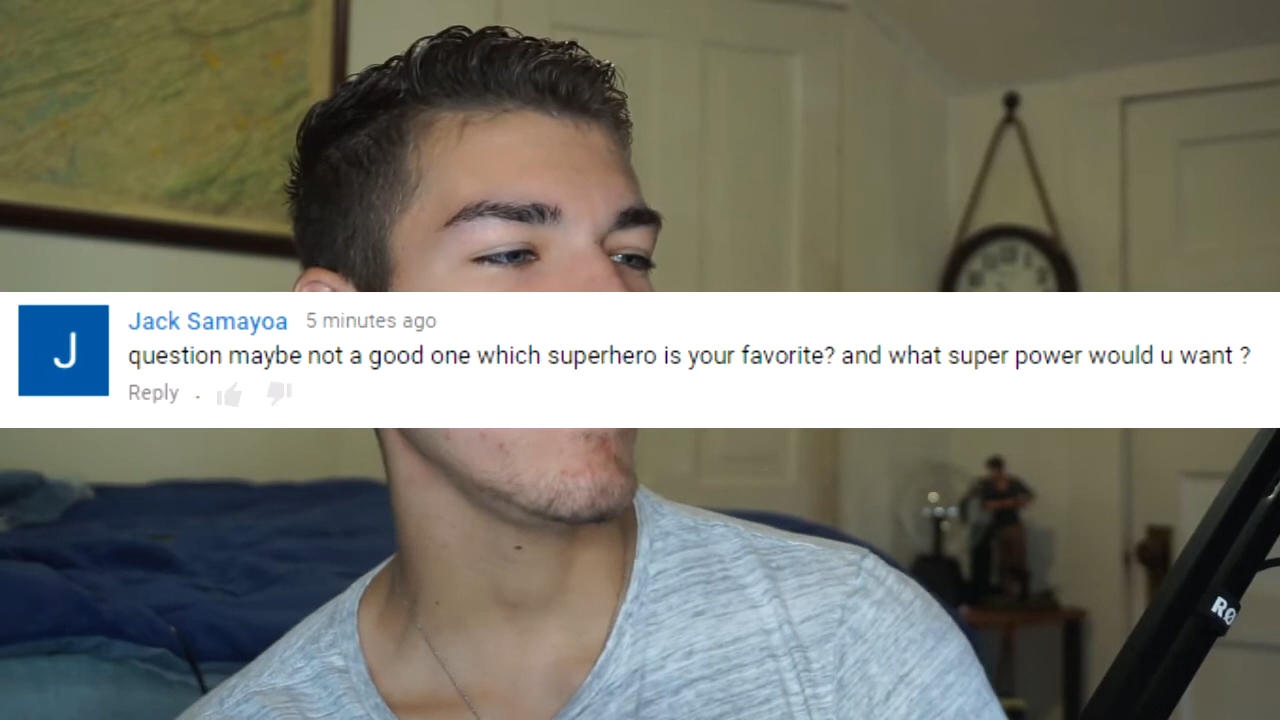 J
Jack Samayoa 5 minutes ago
question maybe not a good one which superhero is your favorite? and what super power would u want ?
Reply .
RØ